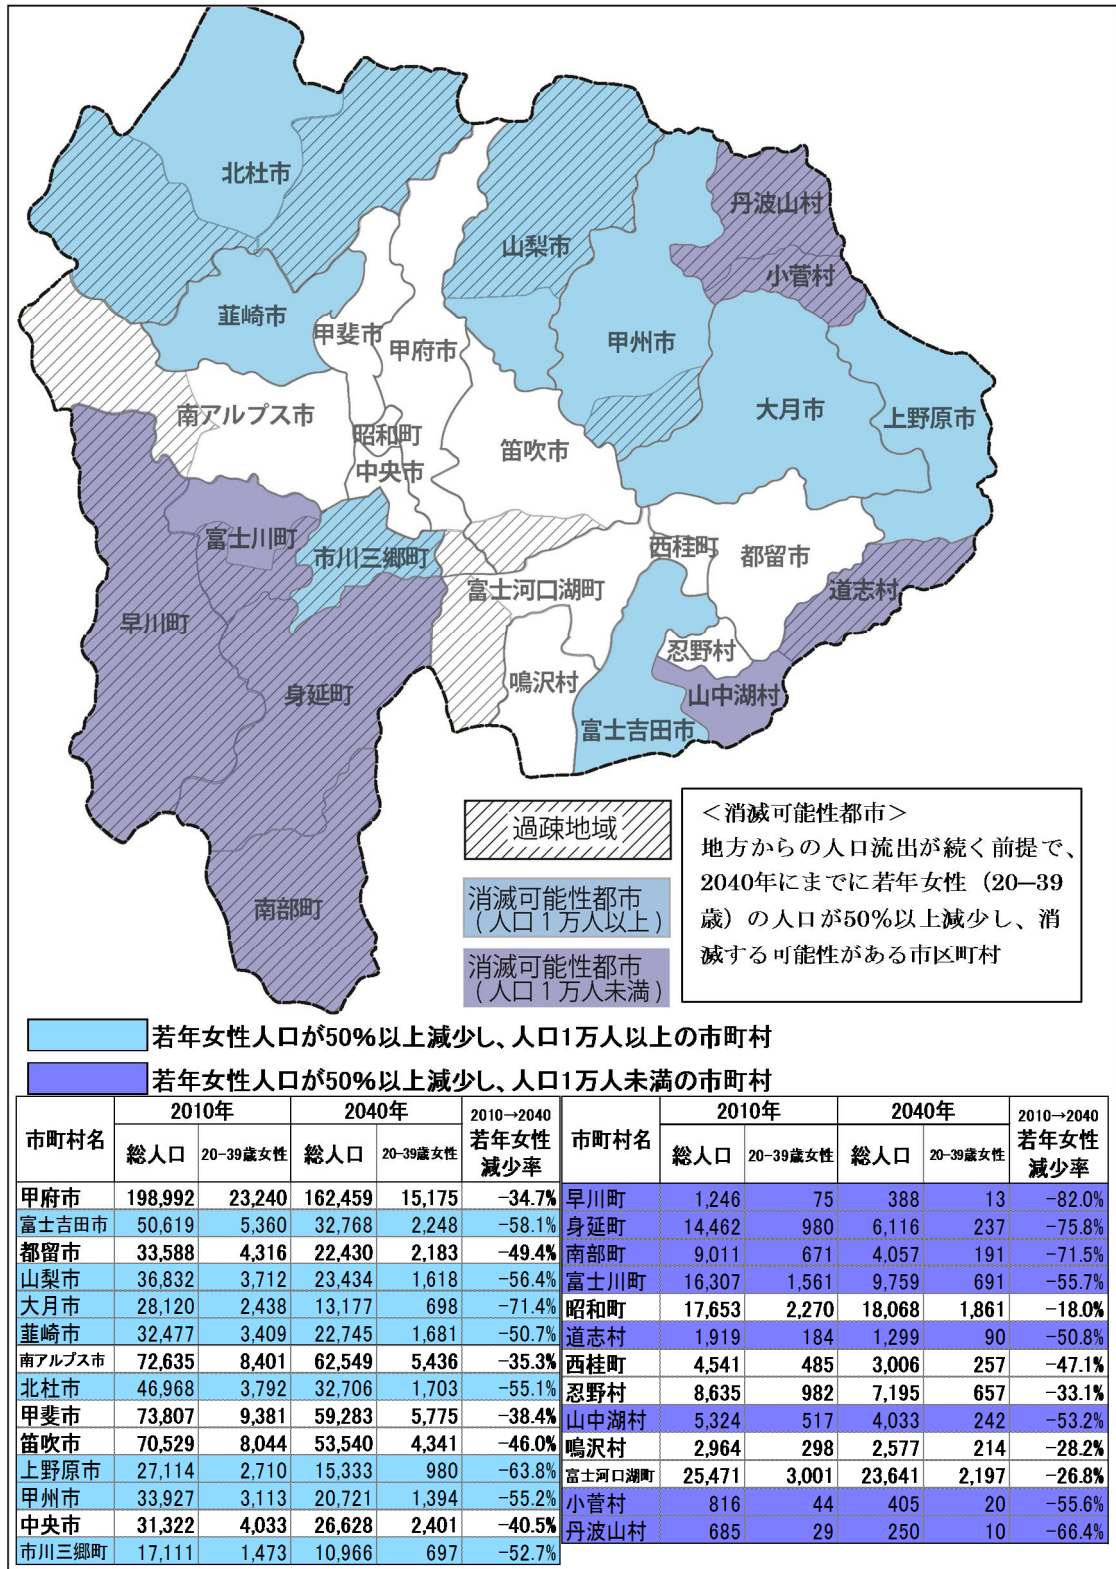 北杜市
丹波山村
山梨市
小菅村
韮崎市
甲斐市
甲府市
甲州市
大月市
上野原市
南アルプス市
昭和町
笛吹市
中央市
富士川町
市川三郷町
西桂町
都留市
富士河口湖町
道志村
早川町
忍野村
鳴沢村
身延町
山中湖村
富士吉田市
南部町
過疎地域
消滅可能性都市
（人口１万人以上）
消滅可能性都市
（人口１万人未満）
＜消滅可能性都市＞
地方からの人口流出が続く前提で、
2040年にまでに若年女性（20―39
歳）の人口が50％以上減少し、消
滅する可能性がある市区町村
若年女性人口が50％以上減少し、人口1万人以上の市町村
若年女性人口が50％以上減少し、人口1万人未満の市町村
市町村名 2010年 2040年 2010→2040 若年女性 減少率
総人口 20-39歳女性 総人口 20-39歳女性
甲府市 198,992 23,240 162,459 15,175 -34.7%
富士吉田市 50,619 5,360 32,768 2,248 -58.1%
都留市 33,588 4,316 22,430 2,183 -49.4%
山梨市 36,832 3,712 23,434 1,618 -56.4%
大月市 28,120 2,438 13,177 698 -71.4%
韮崎市 32,477 3,409 22,745 1,681 -50.7%
南アルプス市 72,635 8,401 62,549 5,436 -35.3%
北杜市 46,968 3,792 32,706 1,703 -55.1%
甲斐市 73,807 9,381 59,283 5,775 -38.4%
笛吹市 70,529 8,044 53,540 4,341 -46.0%
上野原市 27,114 2,710 15,333 980 -63.8%
甲州市 33,927 3,113 20,721 1,394 -55.2%
中央市 31,322 4,033 26,628 2,401 -40.5%
市川三郷町 17,111 1,473 10,966 697 -52.7%
市町村名 2010年 2040年 2010→2040 若年女性 減少率
総人口 20-39歳女性 総人口 20-39歳女性
早川町 1,246 75 388 13 -82.0%
身延町 14,462 980 6,116 237 -75.8%
南部町 9,011 671 4,057 191 -71.5%
富士川町 16,307 1,561 9,759 691 -55.7%
昭和町 17,653 2,270 18,068 1,861 -18.0%
道志村 1,919 184 1,299 90 -50.8%
西桂町 4,541 485 3,006 257 -47.1%
忍野村 8,635 982 7,195 657 -33.1%
山中湖村 5,324 517 4,033 242 -53.2%
鳴沢村 2,964 298 2,577 214 -28.2%
富士河口湖町 25,471 3,001 23,641 2,197 -26.8%
小菅村 816 44 405 20 -55.6%
丹波山村 685 29 250 10 -66.4%